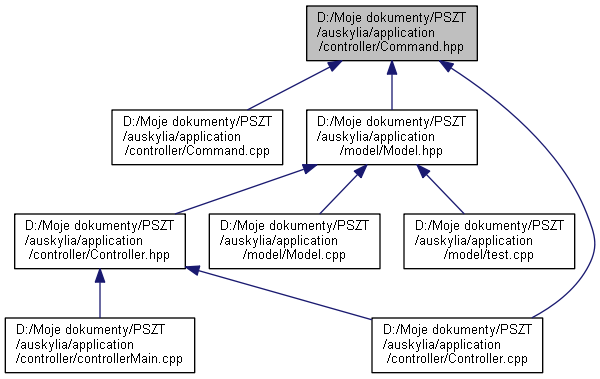 D:/Moje dokumenty/PSZT
/auskylia/application
/controller/Command.hpp
D:/Moje dokumenty/PSZT
/auskylia/application
/controller/Command.cpp
D:/Moje dokumenty/PSZT
/auskylia/application
/model/Model.hpp
D:/Moje dokumenty/PSZT
/auskylia/application
/controller/Controller.hpp
D:/Moje dokumenty/PSZT
/auskylia/application
/model/Model.cpp
D:/Moje dokumenty/PSZT
/auskylia/application
/model/test.cpp
D:/Moje dokumenty/PSZT
/auskylia/application
/controller/controllerMain.cpp
D:/Moje dokumenty/PSZT
/auskylia/application
/controller/Controller.cpp